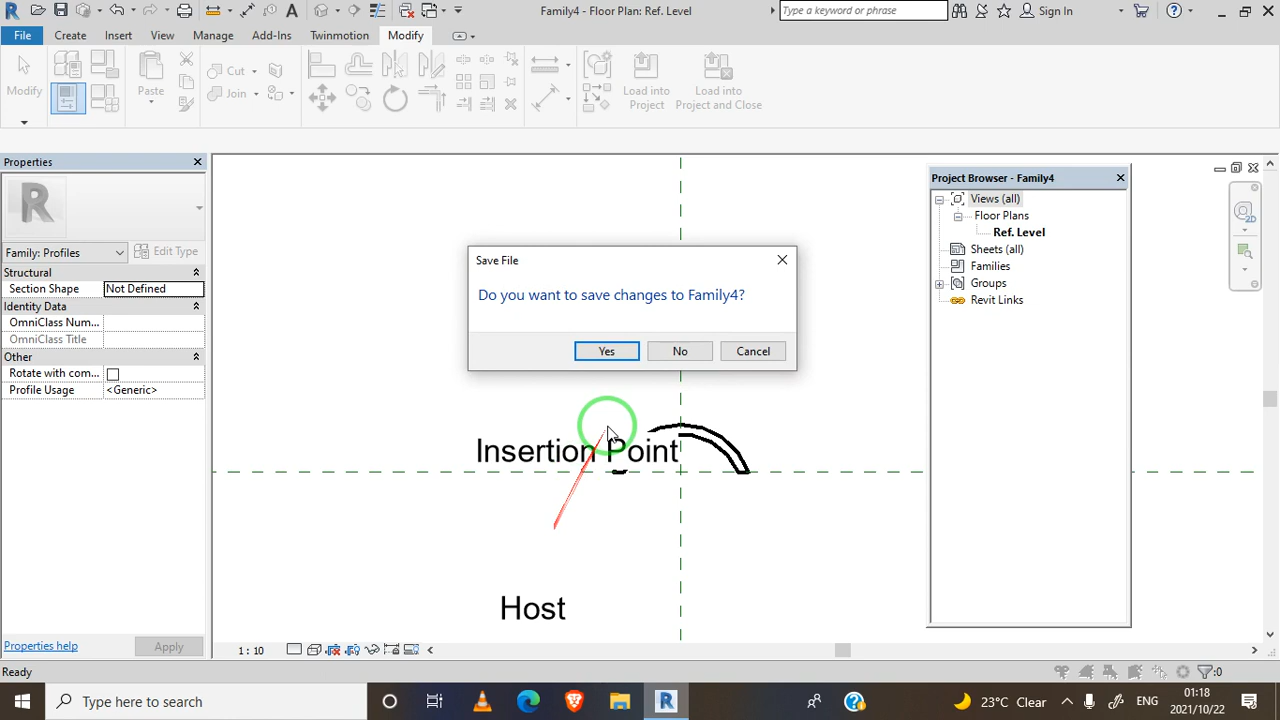 Family4 - Floor Plan: Ref. Level
Type a keyword or phrase
Sign In
File Create Insert View Manage Add-Ins Twinmotion Modify
Modify
Paste
Cut
Join
Load into
Project
Load into
Project and Close
Properties
R
Family: Profiles
Edit Type
Structural
Section Shape Not Defined
Identity Data
OmniClass Num...
OmniClass Title
Other
Rotate with com...
Profile Usage <Generic>
Properties help
Apply
Save File
Do you want to save changes to Family4?
Yes No Cancel
Insertion Point
Host
Project Browser - Family4
Views (all)
Floor Plans
Ref. Level
Sheets (all)
Families
Groups
Revit Links
2D
1 : 10
Ready
:0
Type here to search
23°C Clear
ENG
01:18
2021/10/22